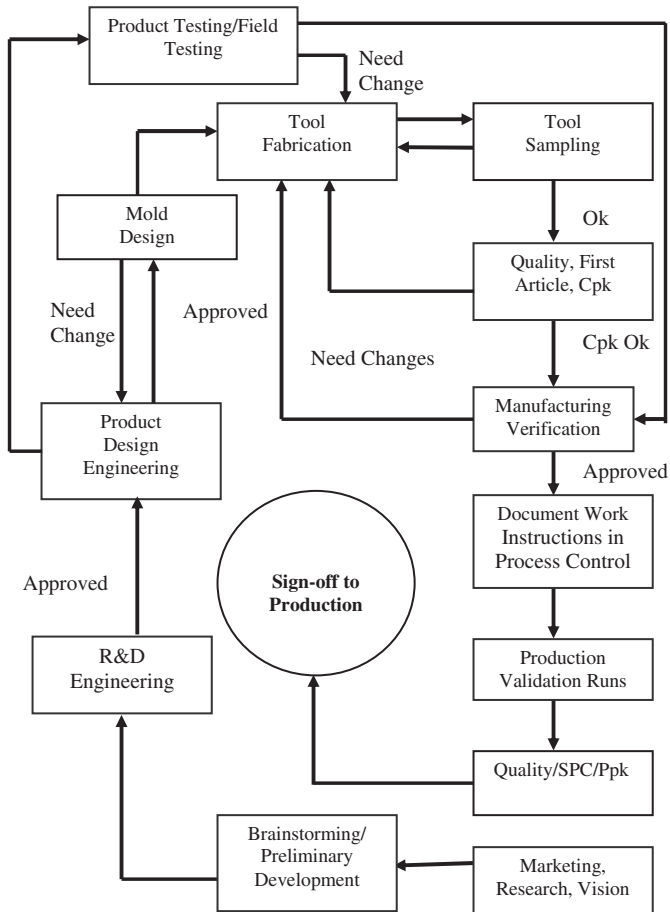 Product Testing/Field
Testing
Need
Change
Tool
Fabrication
Tool
Sampling
Mold
Design
Ok
Quality, First
Article, Cpk
Need
Change
Approved
Need Changes
Cpk Ok
Product
Design
Engineering
Manufacturing
Verification
Approved
Document Work
Instructions in
Process Control
Approved
Sign-off to
Production
R&D
Engineering
Production
Validation Runs
Quality/SPC/Ppk
Brainstorming/
Preliminary
Development
Marketing,
Research, Vision